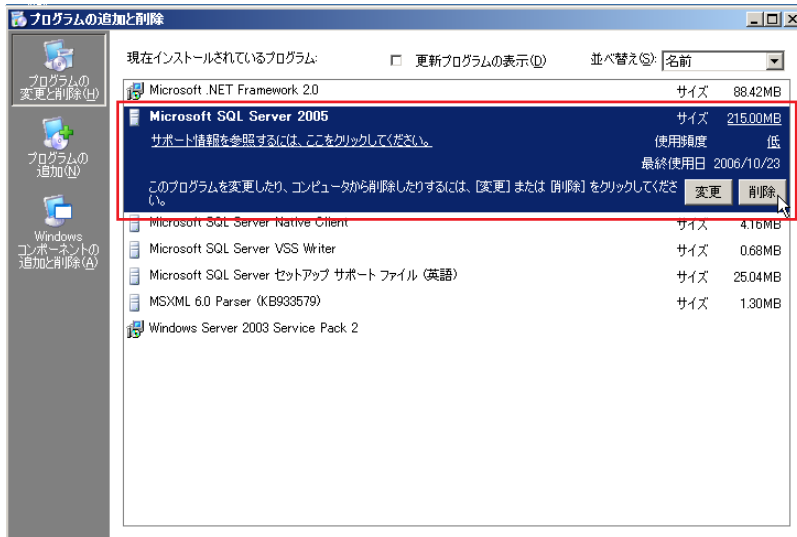 プログラムの追加と削除
プログラムの
変更と削除(H)
プログラムの
追加(N)
Windows
コンポーネントの
追加と削除(A)
現在インストールされているプログラム:
更新プログラムの表示(D)
並べ替え(S): 名前
Microsoft .NET Framework 2.0 サイズ 88.42MB
Microsoft SQL Server 2005 サイズ 215.00MB
サポート情報を参照するには、ここをクリックしてください。 使用頻度 低
最終使用日 2006/10/23
このプログラムを変更したり、コンピュータから削除したりするには、[変更] または [削除] をクリックしてくださ 変更 削除
い。
Microsoft SQL Server Native Client サイズ 4.16MB
Microsoft SQL Server VSS Writer サイズ 0.68MB
Microsoft SQL Server セットアップ サポート ファイル (英語) サイズ 25.04MB
MSXML 6.0 Parser (KB933579) サイズ 1.30MB
Windows Server 2003 Service Pack 2